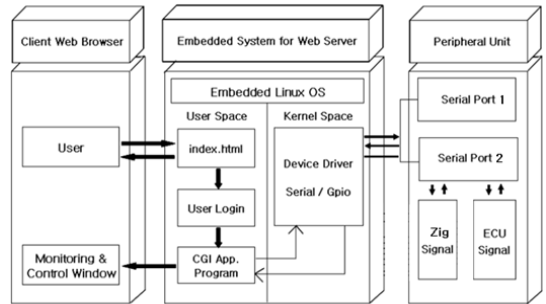 Client Web Browser
Embedded System for Web Server
Peripheral Unit
User
Monitoring &
Control Window
Embedded Linux OS
User Space
index.html
User Login
CGI App.
Program
Kernel Space
Device Driver
Serial / Gpio
Serial Port 1
Serial Port 2
Zig
Signal
ECU
Signal